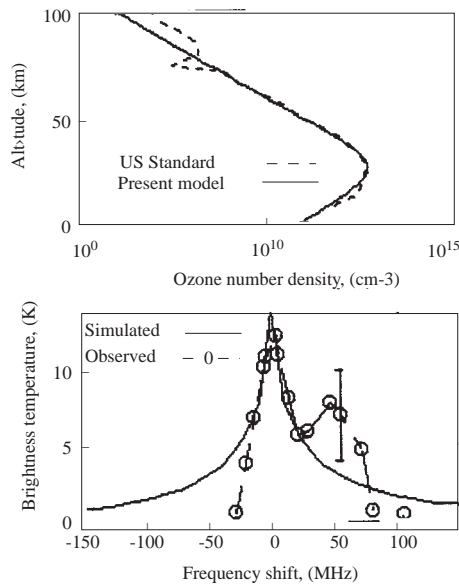 100
50
0
Altitude, (km)
US Standard
Present model
10^0
10^10
10^15
Ozone number density, (cm-3)
Simulated
Observed - 0 -
10
5
0
Brightness temperature, (K)
-150
-100
-50
0
50
100
Frequency shift, (MHz)